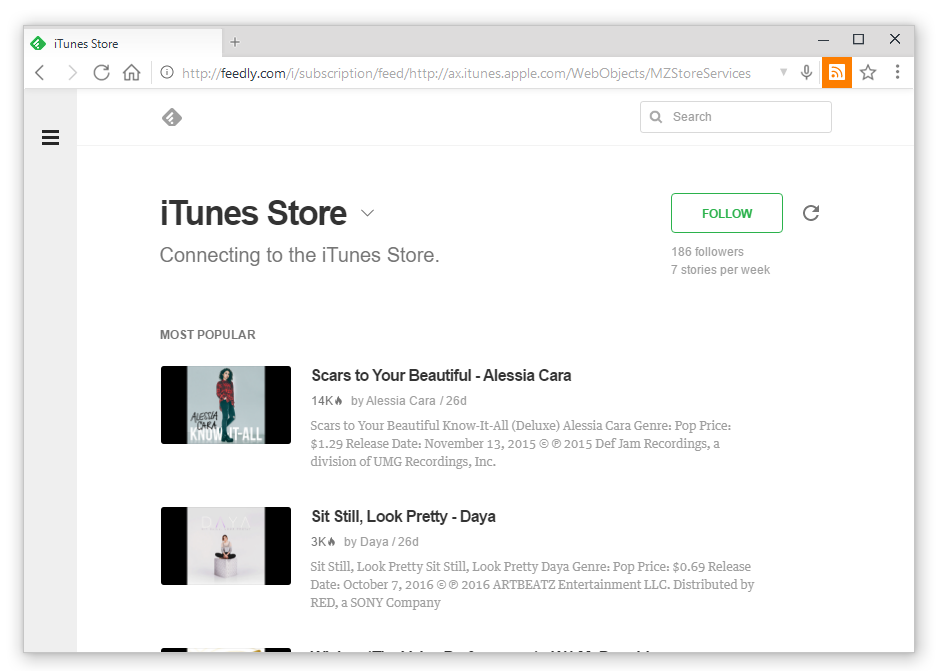 iTunes Store
http://feedly.com/i/subscription/feed/http://ax.itunes.apple.com/WebObjects/MZStoreServices
Search
iTunes Store
FOLLOW
Connecting to the iTunes Store.
186 followers
7 stories per week
MOST POPULAR
ALESSIA
CARA
KNOW-IT-ALL
Scars to Your Beautiful - Alessia Cara
14K by Alessia Cara / 26d
Scars to Your Beautiful Know-It-All (Deluxe) Alessia Cara Genre: Pop Price:
$1.29 Release Date: November 13, 2015 © ℗ 2015 Def Jam Recordings, a
division of UMG Recordings, Inc.
DAYA
Sit Still, Look Pretty - Daya
3K by Daya / 26d
Sit Still, Look Pretty Sit Still, Look Pretty Daya Genre: Pop Price: $0.69 Release
Date: October 7, 2016 © ℗ 2016 ARTBEATZ Entertainment LLC. Distributed by
RED, a SONY Company